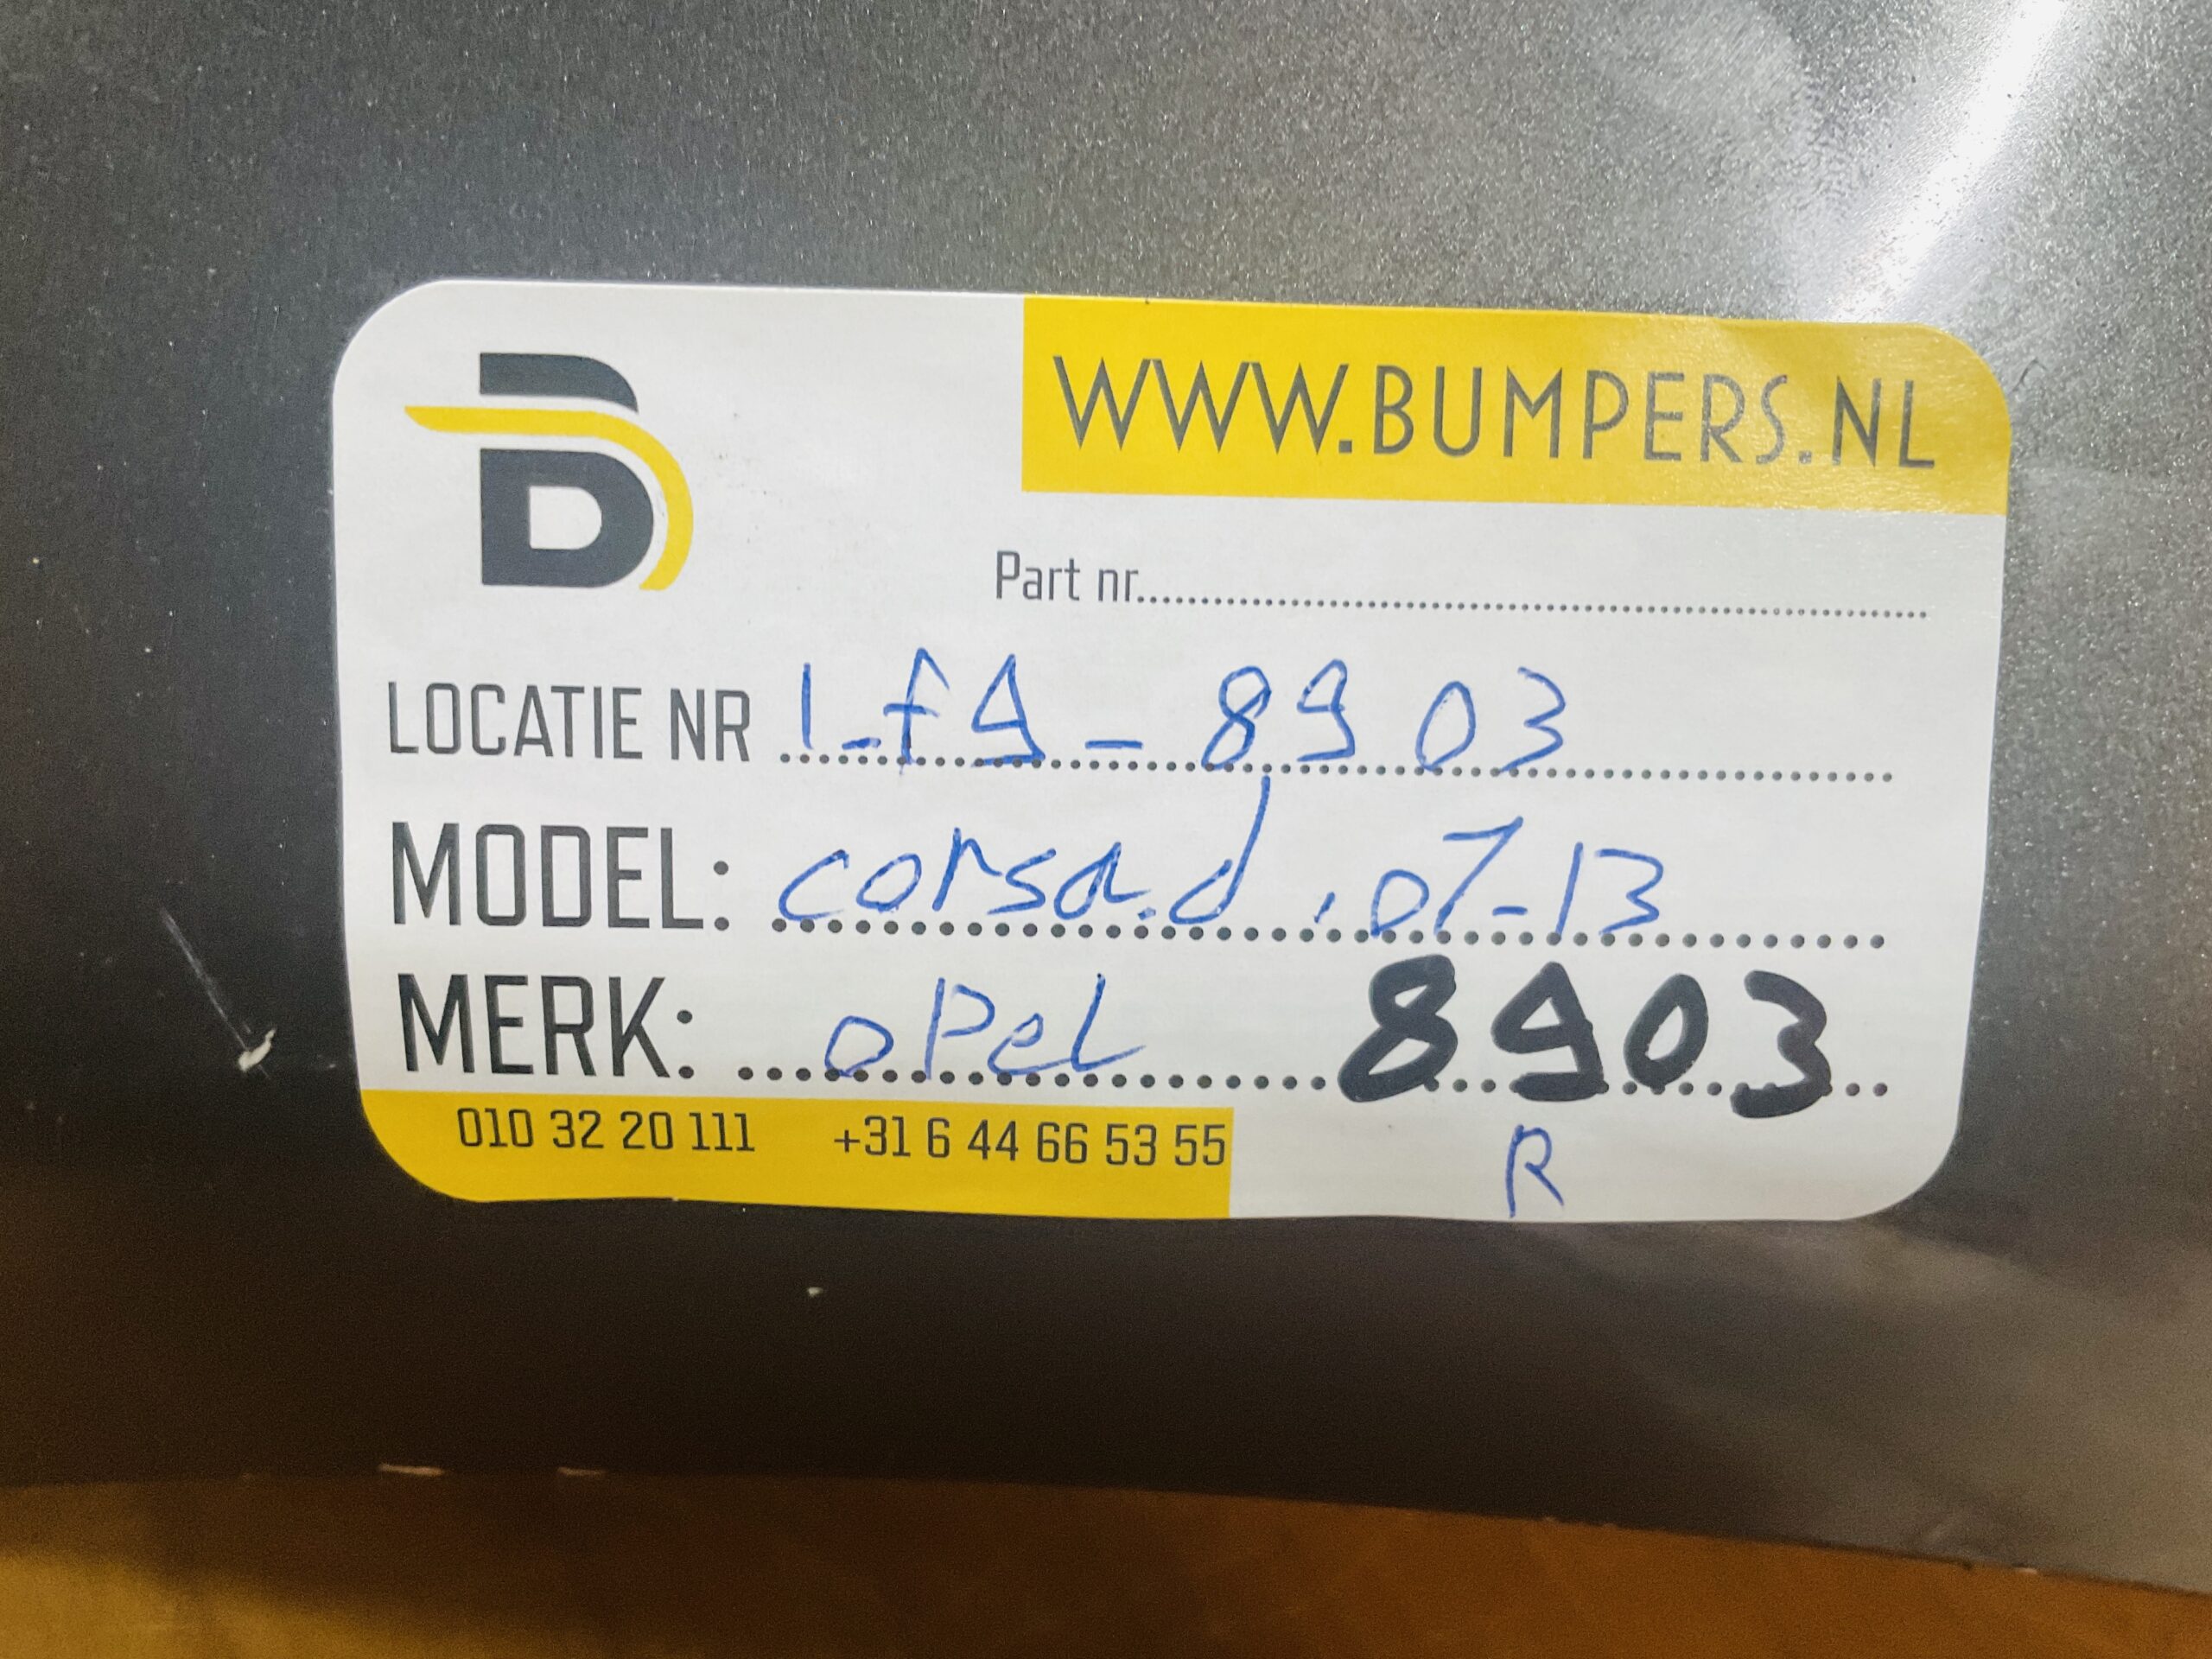 B
WWW.BUMPERS.NL
Part nr.
LOCATIE NR 1-f9-8903
MODEL: corsa.d .07-13
MERK: opel 8903
010 32 20 111 +31 6 44 66 53 55 R